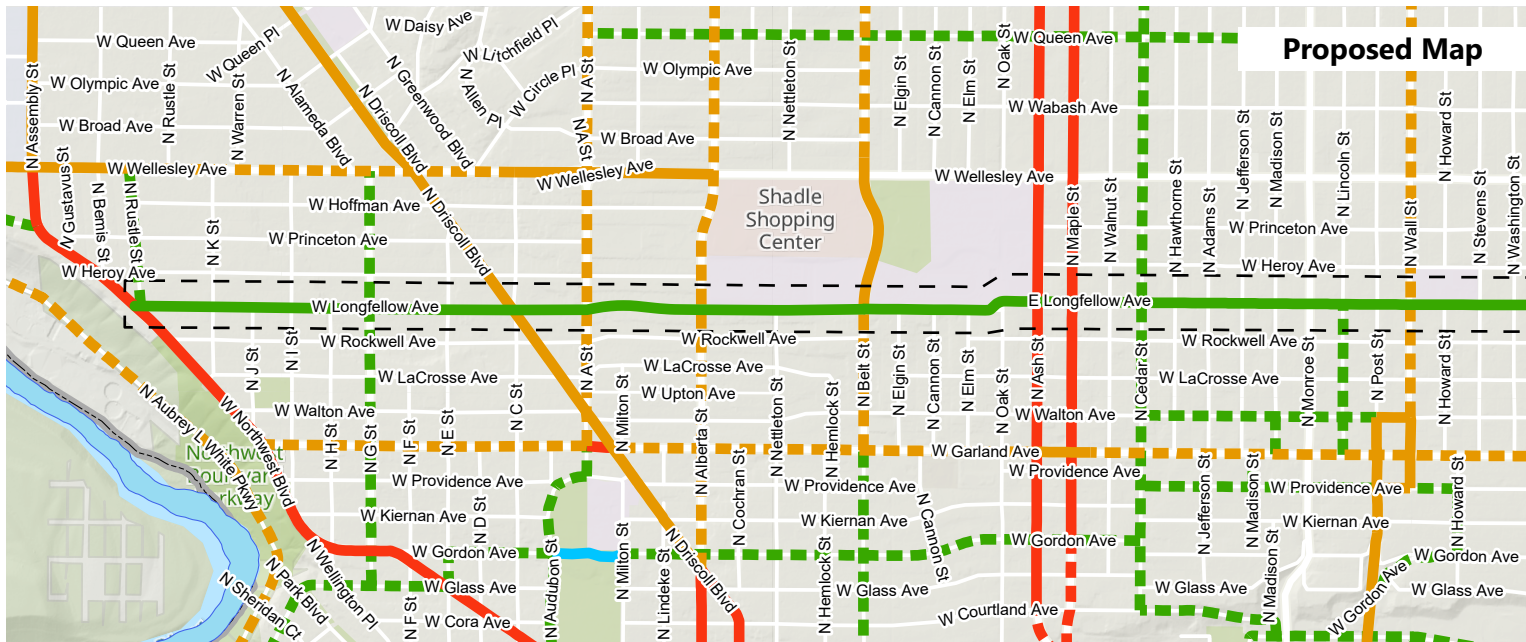 Proposed Map
W Daisy Ave
W Queen Ave
W Queen Pl
W Litchfield Pl
W Queen Ave
N Assembly St
W Olympic Ave
N Rustle St
N Warren St
N Alameda Blvd
N Driscoll Blvd
N Greenwood Blvd
N Allen Pl
W Circle Pl
N A St
W Olympic Ave
N Nettleton St
N Elgin St
N Cannon St
N Elm St
N Oak St
W Wabash Ave
W Broad Ave
N A St
W Broad Ave
N Jefferson St
N Madison St
N Lincoln St
N Howard St
W Wellesley Ave
W Wellesley Ave
W Wellesley Ave
N Gustavus St
N Bemis St
N Rustle St
N K St
W Hoffman Ave
N Driscoll Blvd
Shadle
Shopping
Center
N Maple St
N Walnut St
N Hawthorne St
N Adams St
W Princeton Ave
N Wall St
N Stevens St
N Washington St
W Princeton Ave
W Heroy Ave
W Heroy Ave
W Longfellow Ave
E Longfellow Ave
W Rockwell Ave
W Rockwell Ave
W Rockwell Ave
N J St
N I St
W LaCrosse Ave
W LaCrosse Ave
W LaCrosse Ave
N A St
N Milton St
W Upton Ave
N Alberta St
N Nettleton St
N Hemlock St
N Belt St
N Elgin St
N Cannon St
N Elm St
N Oak St
N Ash St
N Cedar St
N Monroe St
N Post St
N Howard St
N Aubrey L White Pkwy
W Northwest Blvd
W Walton Ave
W Walton Ave
N H St
N G St
N F St
N E St
N C St
W Garland Ave
Northwest
Boundary
Parkway
W Providence Ave
N Cochran St
W Providence Ave
W Providence Ave
W Providence Ave
N Jefferson St
N Madison St
N Howard St
W Kiernan Ave
N D St
W Kiernan Ave
N Cannon St
W Kiernan Ave
W Gordon Ave
N Audubon St
N Milton St
N Lindeke St
N Driscoll Blvd
N Hemlock St
W Gordon Ave
N Madison St
W Gordon Ave
W Gordon Ave
N Sheridan Ct
N Park Blvd
N Wellington Pl
W Glass Ave
W Glass Ave
W Glass Ave
W Glass Ave
N F St
W Cora Ave
W Courtland Ave